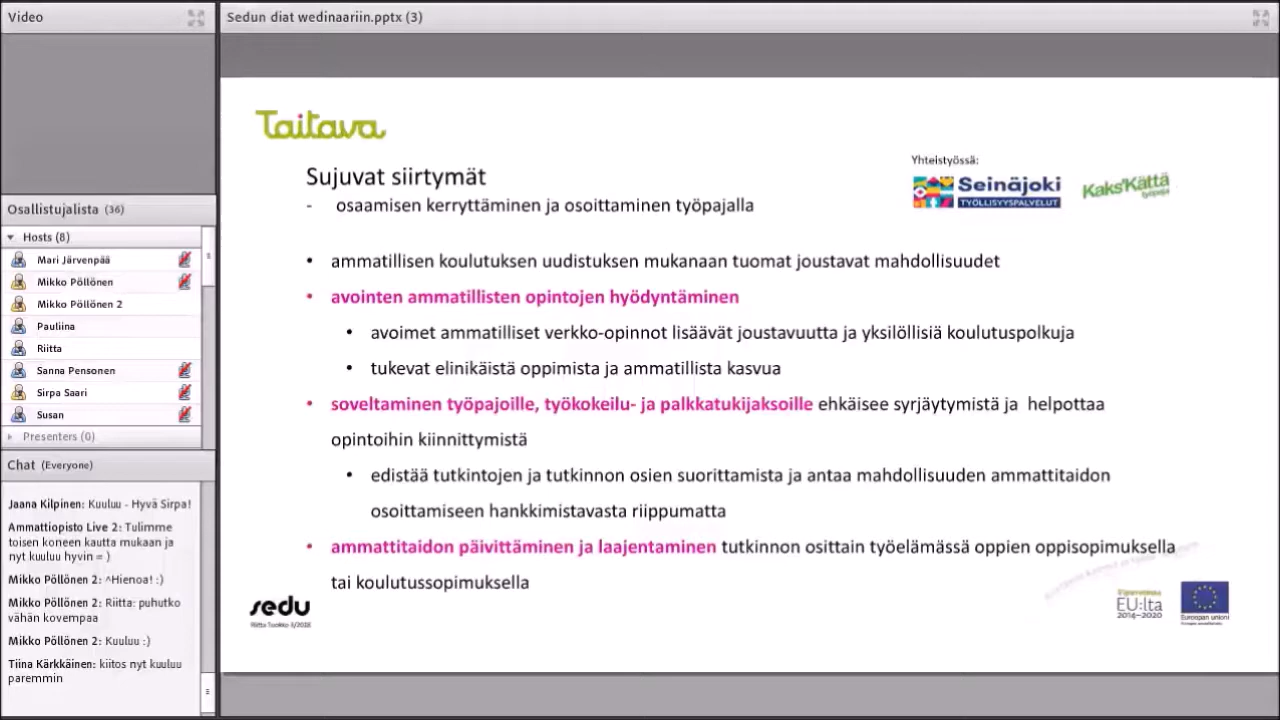 Video
Sedun diat wedinaariin.pptx (3)
Osallistujalista (36)
Hosts (8)
Mari Järvenpää
Mikko Pöllönen
Mikko Pöllönen 2
Pauliina
Riitta
Sanna Pensonen
Sirpa Saari
Susan
Presenters (0)
Chat (Everyone)
Jaana Kilpinen: Kuuluu - Hyvä Sirpa!
Ammattiopisto Live 2: Tulimme
toisen koneen kautta mukaan ja
nyt kuuluu hyvin = )
Mikko Pöllönen 2: ^Hienoa! :)
Mikko Pöllönen 2: Riitta: puhutko
vähän kovempaa
Mikko Pöllönen 2: Kuuluu :)
Tiina Kärkkäinen: kiitos nyt kuuluu
paremmin
Taitava
Yhteistyössä:
Seinäjoki
TYÖLLISYYSPALVELUT
Kaks'Kättä
työpaja
Sujuvat siirtymät
- osaamisen kerryttäminen ja osoittaminen työpajalla
• ammatillisen koulutuksen uudistuksen mukanaan tuomat joustavat mahdollisuudet
• avointen ammatillisten opintojen hyödyntäminen
• avoimet ammatilliset verkko-opinnot lisäävät joustavuutta ja yksilöllisiä koulutuspolkuja
• tukevat elinikäistä oppimista ja ammatillista kasvua
• soveltaminen työpajoille, työkokeilu- ja palkkatukijaksoille ehkäisee syrjäytymistä ja helpottaa
opintoihin kiinnittymistä
• edistää tutkintojen ja tutkinnon osien suorittamista ja antaa mahdollisuuden ammattitaidon
osoittamiseen hankkimistavasta riippumatta
• ammattitaidon päivittäminen ja laajentaminen tutkinnon osittain työelämässä oppien oppisopimuksella
tai koulutussopimuksella
sedu
Riitta Tuokko
EU:lta
2014–2020
Euroopan unioni